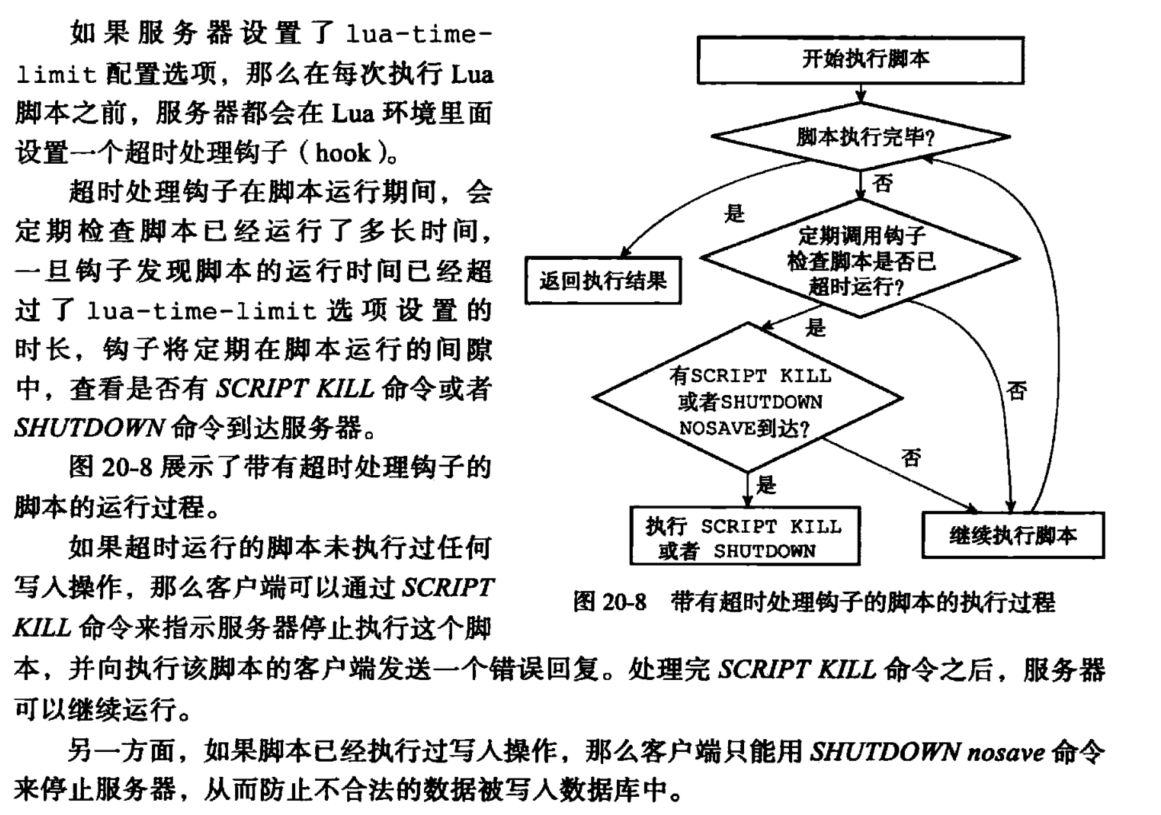 如果服务器设置了 lua-time-
limit 配置选项，那么在每次执行 Lua
脚本之前，服务器都会在 Lua 环境里面
设置一个超时处理钩子（hook）。
超时处理钩子在脚本运行期间，会
定期检查脚本已经运行了多长时间，
一旦钩子发现脚本的运行时间已经超
过了 lua-time-limit 选项设置的
时长，钩子将定期在脚本运行的间隙
中，查看是否有 SCRIPT KILL 命令或者
SHUTDOWN 命令到达服务器。
图 20-8 展示了带有超时处理钩子的
脚本的运行过程。
如果超时运行的脚本未执行过任何
写入操作，那么客户端可以通过 SCRIPT
KILL 命令来指示服务器停止执行这个脚
开始执行脚本
脚本执行完毕？
否
是
定期调用钩子
检查脚本是否已
超时运行？
返回执行结果
是
有SCRIPT KILL
或者SHUTDOWN
NOSAVE到达？
否
否
是
执行 SCRIPT KILL
或者 SHUTDOWN
继续执行脚本
图 20-8 带有超时处理钩子的脚本的执行过程
本，并向执行该脚本的客户端发送一个错误回复。处理完 SCRIPT KILL 命令之后，服务器
可以继续运行。
另一方面，如果脚本已经执行过写入操作，那么客户端只能用 SHUTDOWN nosave 命令
来停止服务器，从而防止不合法的数据被写入数据库中。